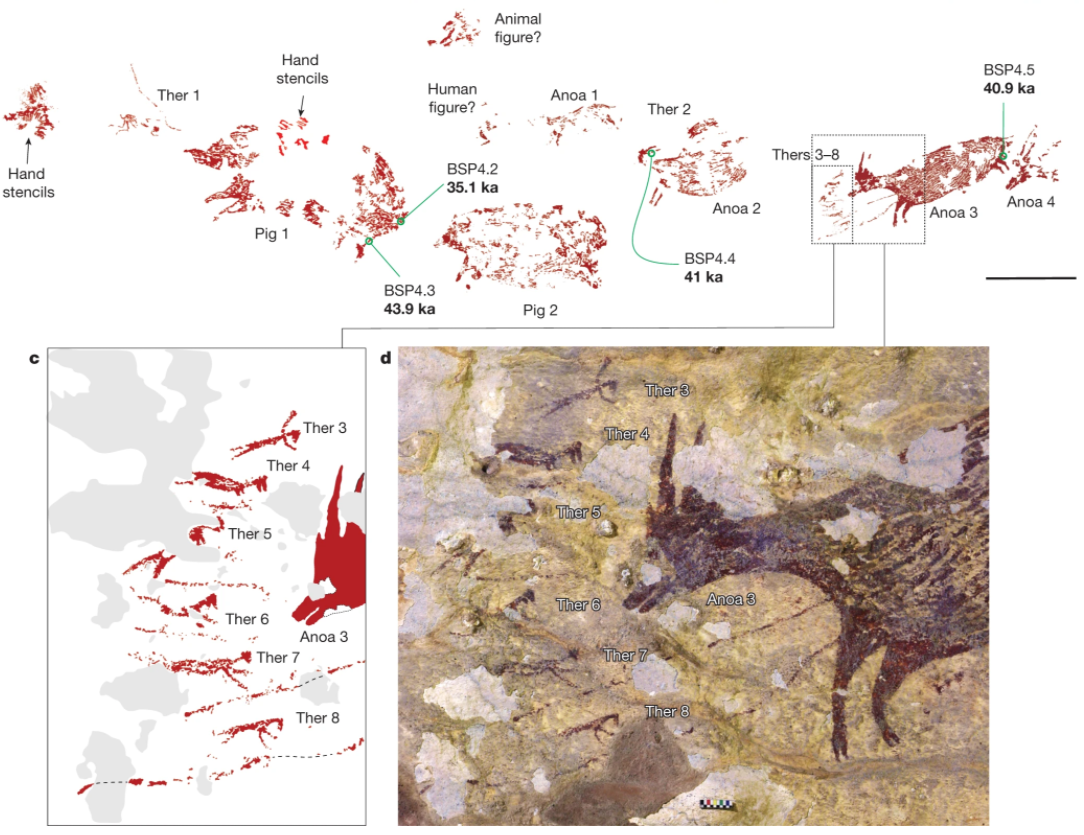 Animal
figure?
Hand
stencils
BSP4.5
40.9 ka
Ther 1
Human
figure?
Anoa 1
Ther 2
Thers 3–8
Hand
stencils
BSP4.2
35.1 ka
Pig 1
Anoa 2
Anoa 3
Anoa 4
BSP4.4
41 ka
BSP4.3
43.9 ka
Pig 2
c
Ther 3
Ther 4
Ther 5
Ther 6
Anoa 3
Ther 7
Ther 8
d
Ther 3
Ther 4
Ther 5
Ther 6
Anoa 3
Ther 7
Ther 8